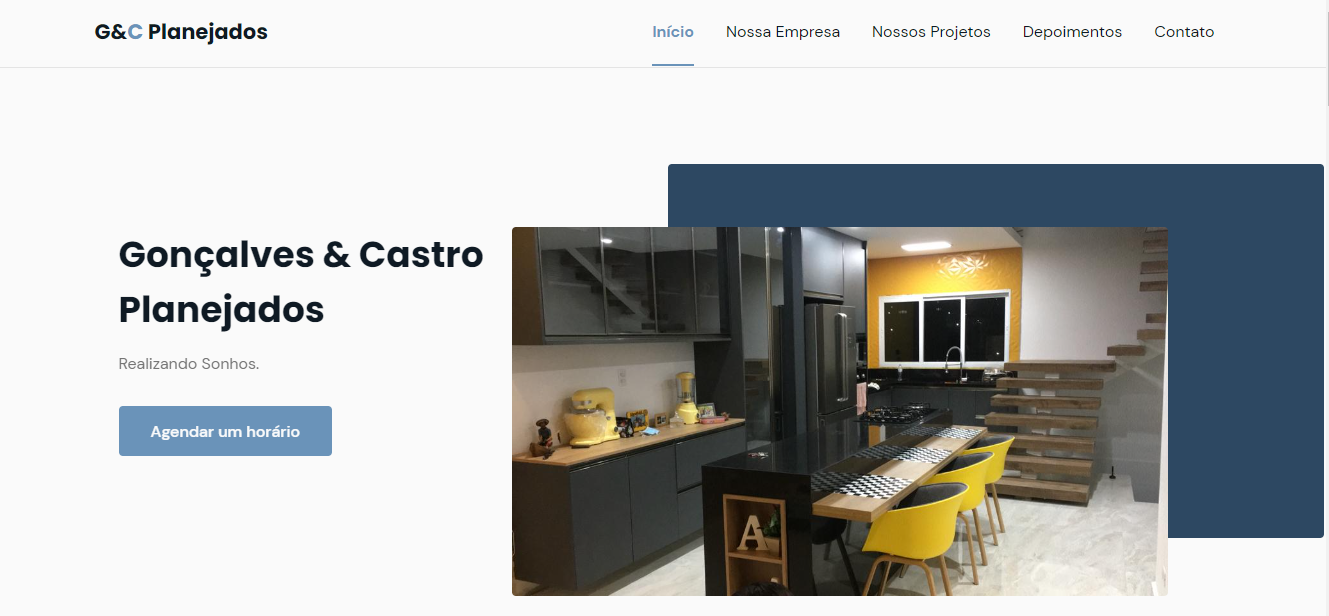 G&C Planejados
Início
Nossa Empresa
Nossos Projetos
Depoimentos
Contato
Gonçalves & Castro
Planejados
Realizando Sonhos.
Agendar um horário
A